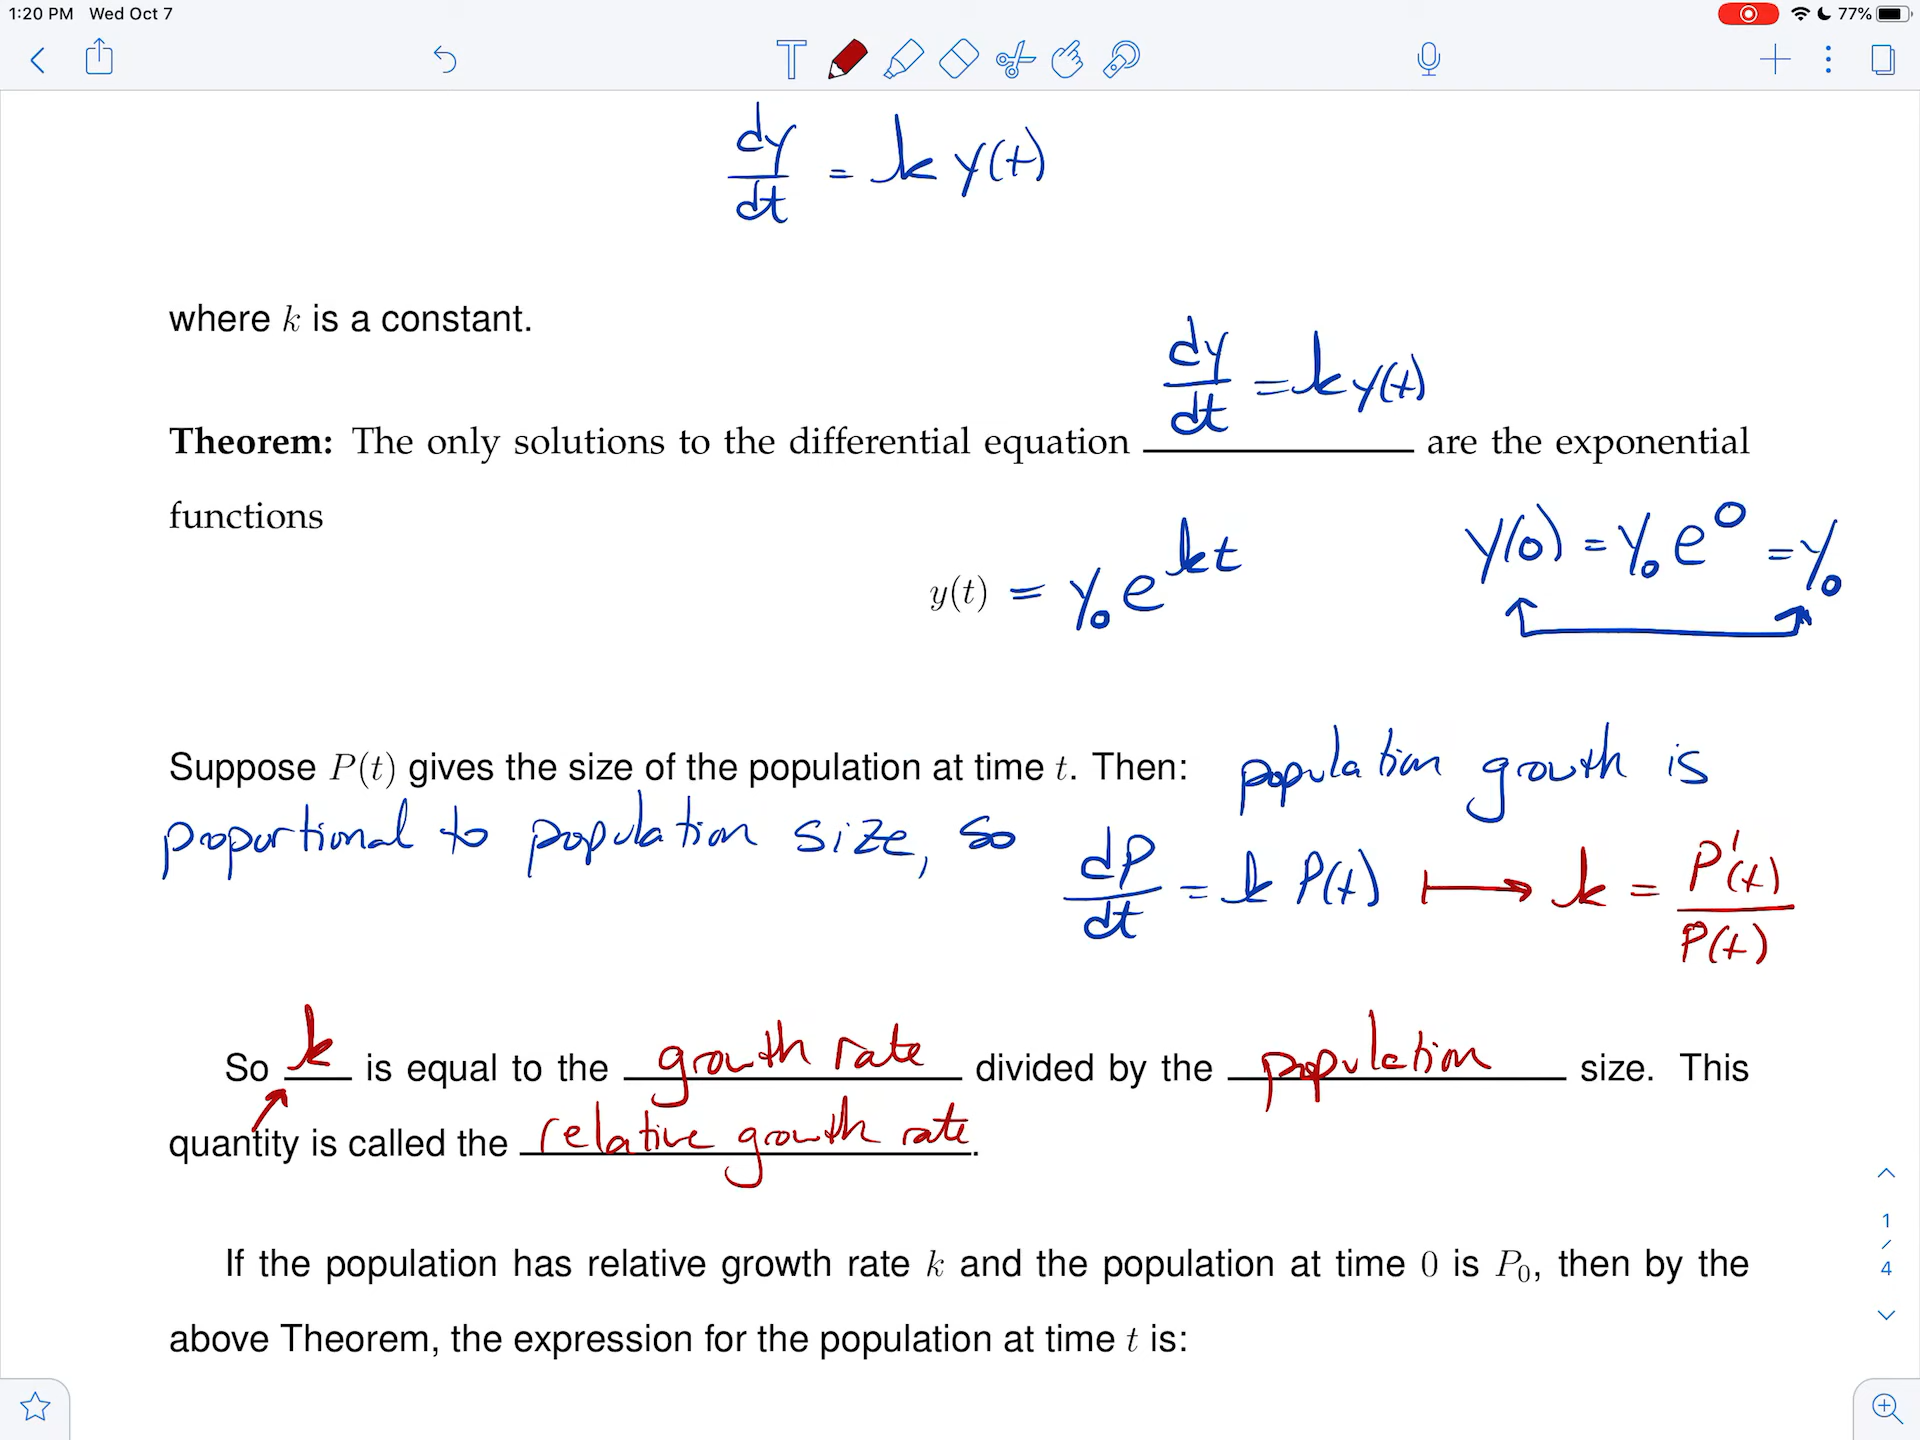 1:20 PM Wed Oct 7 77%
T
dy/dt = k y(t)
where k is a constant.
dy/dt = k y(t)
Theorem: The only solutions to the differential equation ____ are the exponential
functions
y(t) = y₀ e^{kt}
y(0) = y₀ e⁰ = y₀
Suppose P(t) gives the size of the population at time t. Then: population growth is
proportional to population size, so dP/dt = k P(t) ↦ k = P'(t)/P(t)
So k is equal to the growth rate divided by the population size. This
quantity is called the relative growth rate.
If the population has relative growth rate k and the population at time 0 is P₀, then by the
above Theorem, the expression for the population at time t is:
1/4